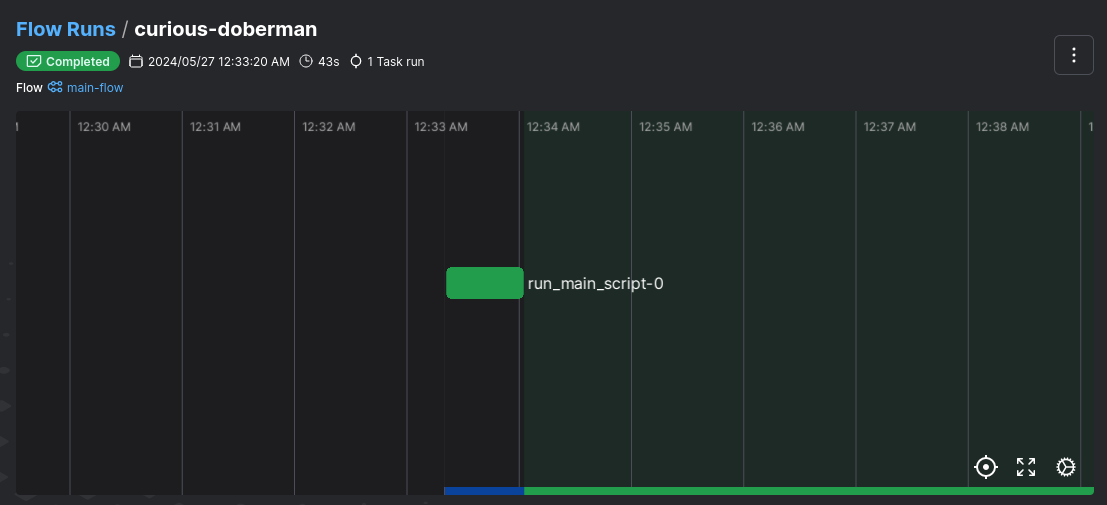 Flow Runs / curious-doberman
Completed 2024/05/27 12:33:20 AM 43s 1 Task run
Flow main-flow
12:30 AM 12:31 AM 12:32 AM 12:33 AM 12:34 AM 12:35 AM 12:36 AM 12:37 AM 12:38 AM
run_main_script-0